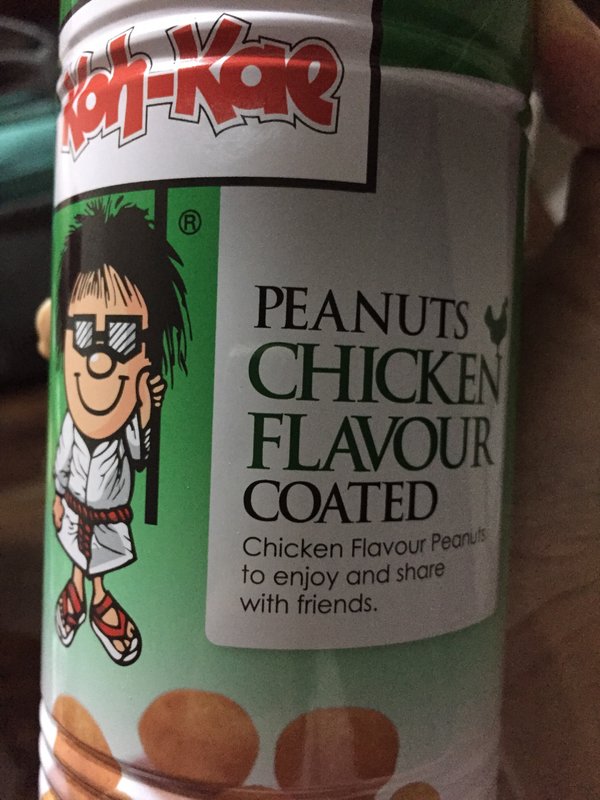 Koh-Kae
®
PEANUTS
CHICKEN
FLAVOUR
COATED
Chicken Flavour Peanuts
to enjoy and share
with friends.